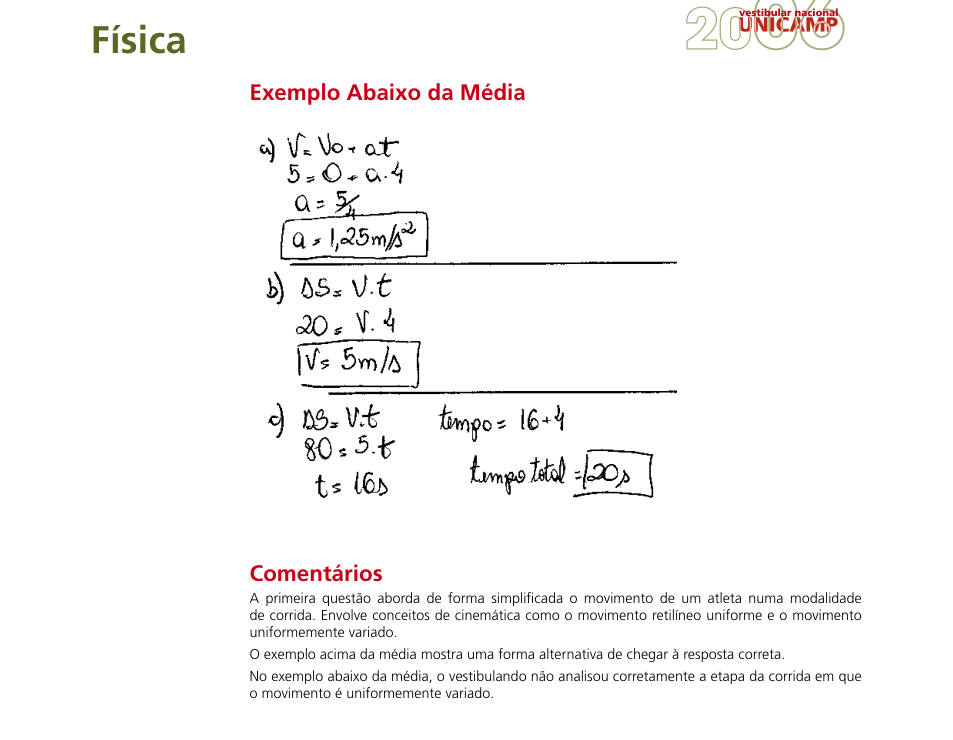 Física
2006
vestibular nacional
UNICAMP
Exemplo Abaixo da Média
a) V = Vo + at
5 = 0 + a.4
a = 5/4
a = 1,25m/s²
b) ΔS = V.t
20 = V.4
V = 5m/s
c) ΔS = V.t
80 = 5.t
t = 16s
tempo = 16+4
tempo total = 20s
Comentários
A primeira questão aborda de forma simplificada o movimento de um atleta numa modalidade
de corrida. Envolve conceitos de cinemática como o movimento retilíneo uniforme e o movimento
uniformemente variado.
O exemplo acima da média mostra uma forma alternativa de chegar à resposta correta.
No exemplo abaixo da média, o vestibulando não analisou corretamente a etapa da corrida em que
o movimento é uniformemente variado.